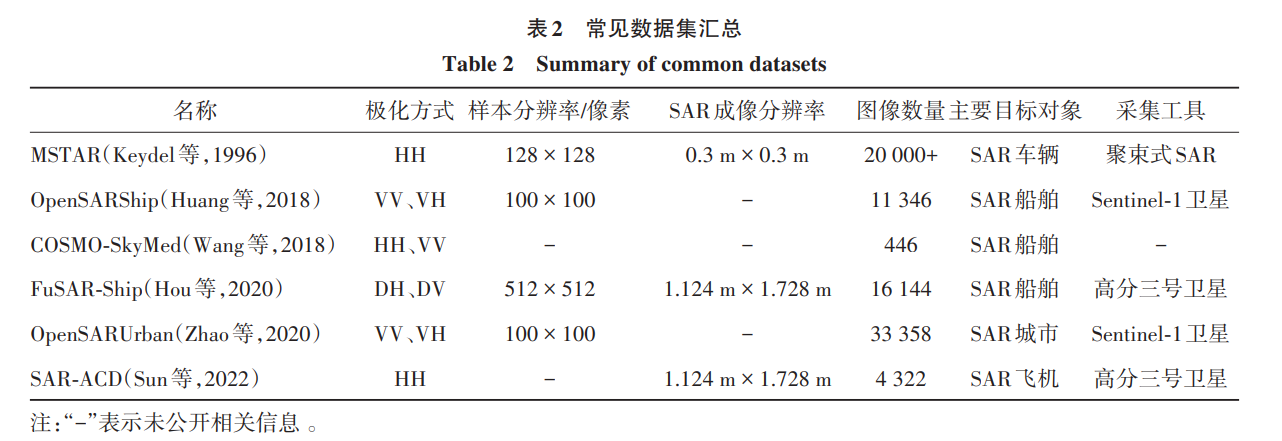 表2 常见数据集汇总
Table 2 Summary of common datasets
名称 极化方式 样本分辨率/像素 SAR成像分辨率 图像数量 主要目标对象 采集工具
MSTAR(Keydel等,1996) HH 128×128 0.3 m×0.3 m 20 000+ SAR车辆 聚束式SAR
OpenSARShip(Huang等,2018) VV、VH 100×100 - 11 346 SAR船舶 Sentinel-1卫星
COSMO-SkyMed(Wang等,2018) HH、VV - - 446 SAR船舶 -
FuSAR-Ship(Hou等,2020) DH、DV 512×512 1.124 m×1.728 m 16 144 SAR船舶 高分三号卫星
OpenSARUrban(Zhao等,2020) VV、VH 100×100 - 33 358 SAR城市 Sentinel-1卫星
SAR-ACD(Sun等,2022) HH - 1.124 m×1.728 m 4 322 SAR飞机 高分三号卫星
注:“-”表示未公开相关信息 。